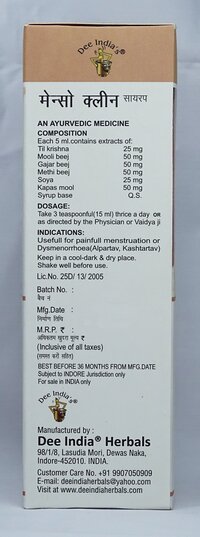 Dee India's®
मेन्सो क्लीन सायरप
AN AYURVEDIC MEDICINE
COMPOSITION
Each 5 ml.contains extracts of:
Til krishna 25 mg
Mooli beej 50 mg
Gajar beej 50 mg
Methi beej 50 mg
Soya 25 mg
Kapas mool 50 mg
Syrup base Q.S.
DOSAGE:
Take 3 teaspoonful(15 ml) thrice a day OR
as directed by the Physician or Vaidya ji
INDICATIONS:
Usefull for painfull menstruation or
Dysmenorrhoea(Alpartav, Kashtartav)
Keep in a cool-dark & dry place.
Shake well before use.
Lic.No. 25D/ 13/ 2005
Batch No. :
बैच नं
Mfg.Date :
निर्माण तिथि
M.R.P. ₹ :
अधिकतम खुदरा मूल्य ₹
(Inclusive of all taxes)
(समस्त करों सहित)
BEST BEFORE 36 MONTHS FROM MFG.DATE
Subject to INDORE Jurisdiction only
For sale in INDIA only
Dee India's®
Manufactured by :
Dee India® Herbals
98/1/8, Lasudia Mori, Dewas Naka,
Indore-452010. INDIA.
Customer Care No. +91 9907050909
E-mail: deeindiaherbals@yahoo.com
Visit at www.deeindiaherbals.com